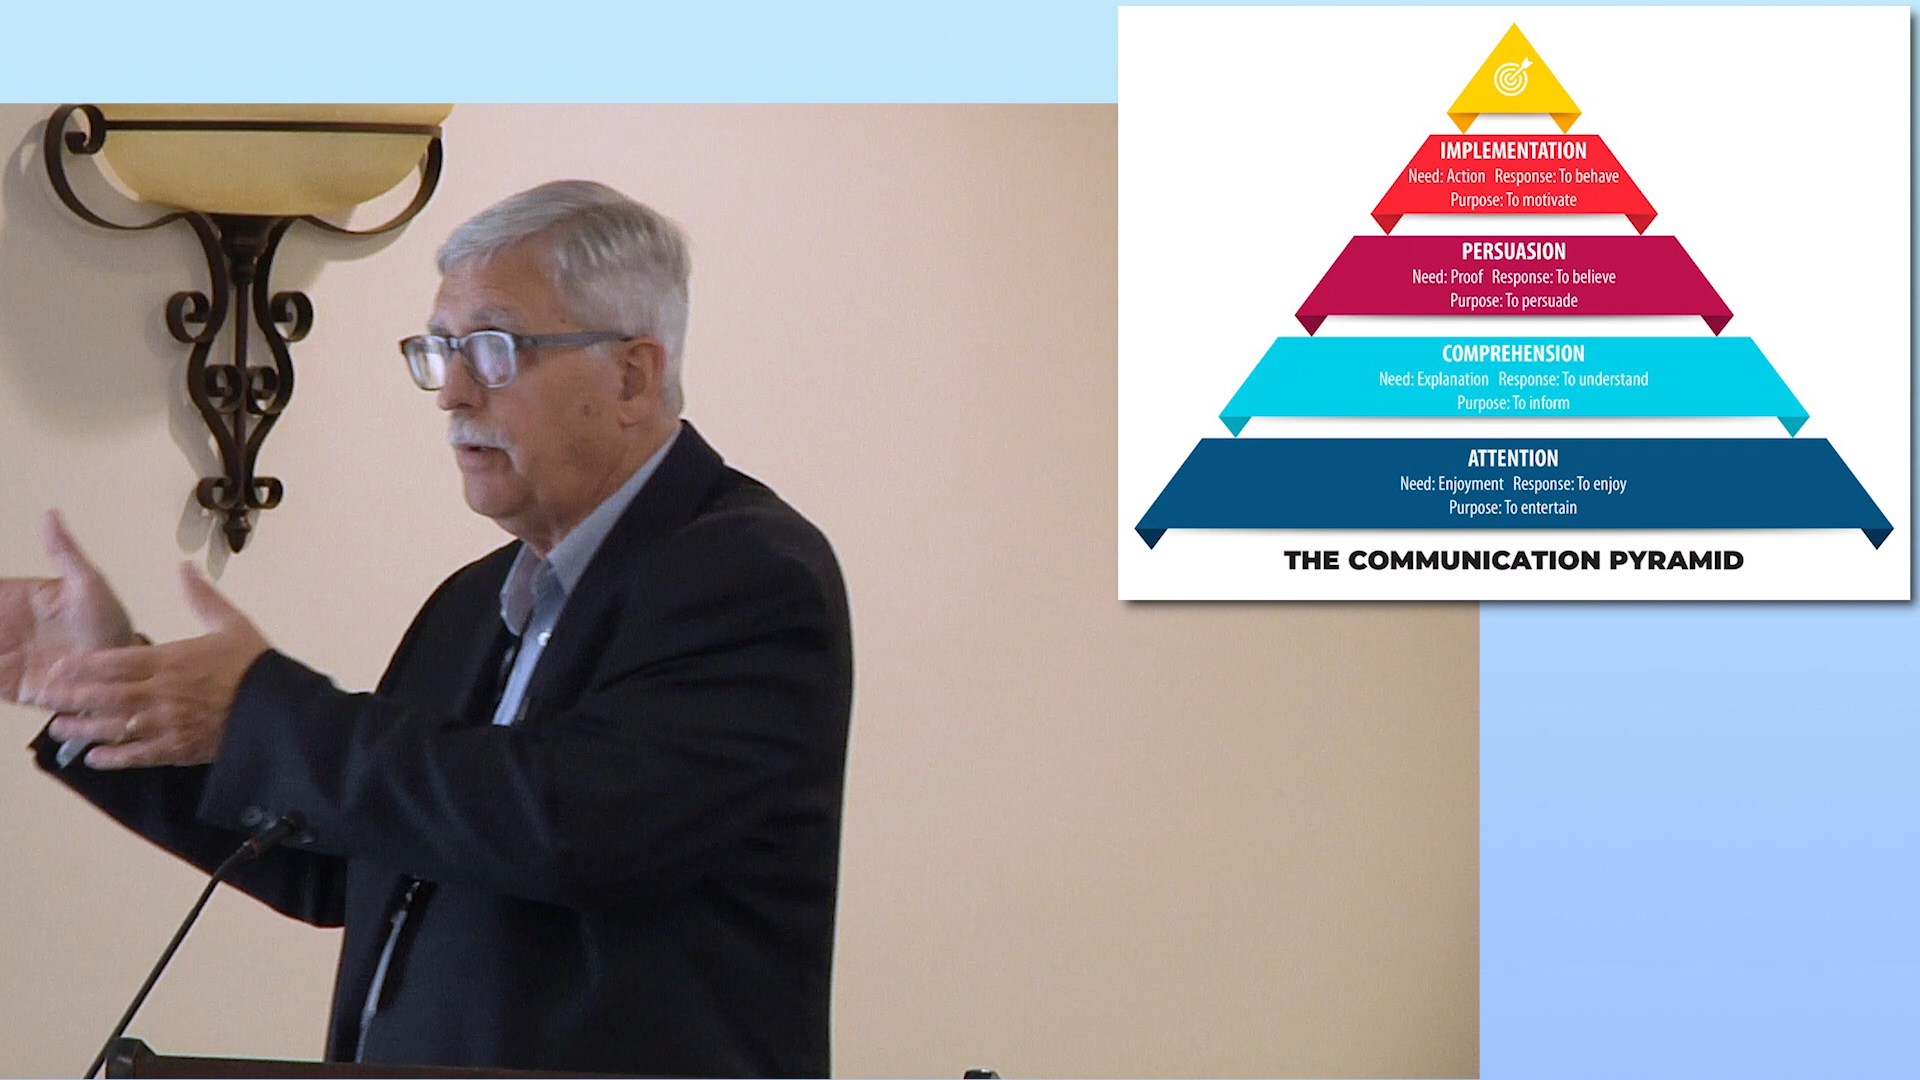 IMPLEMENTATION
Need: Action Response: To behave
Purpose: To motivate
PERSUASION
Need: Proof Response: To believe
Purpose: To persuade
COMPREHENSION
Need: Explanation Response: To understand
Purpose: To inform
ATTENTION
Need: Enjoyment Response: To enjoy
Purpose: To entertain
THE COMMUNICATION PYRAMID